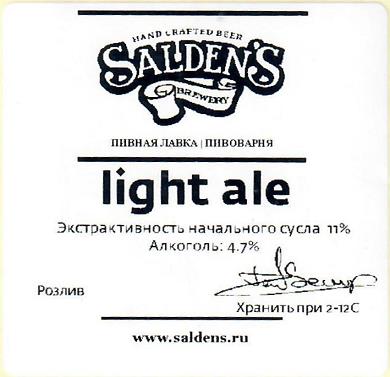 HAND CRAFTED BEER
SALDEN'S
BREWERY
ПИВНАЯ ЛАВКА | ПИВОВАРНЯ
light ale
Экстрактивность начального сусла 11%
Алкоголь: 4.7%
Розлив
Хранить при 2-12С
www.saldens.ru